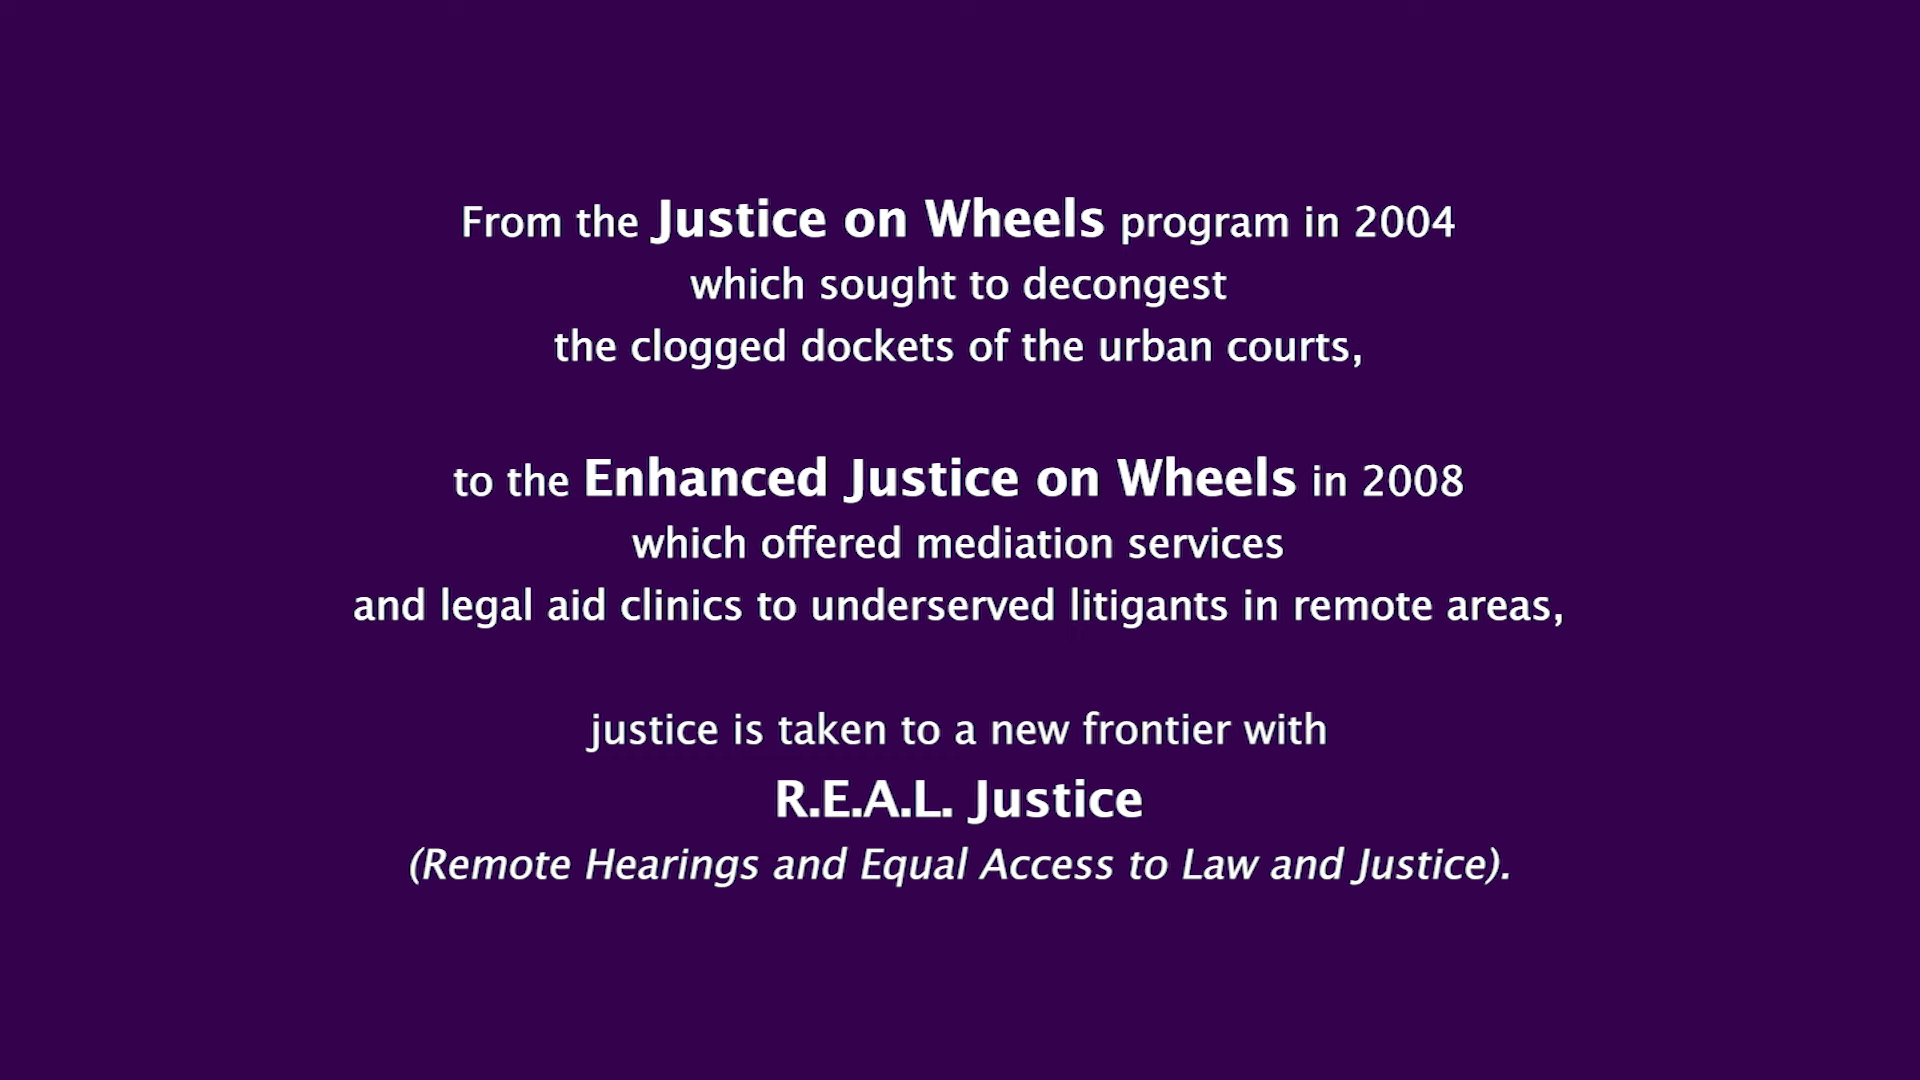 From the Justice on Wheels program in 2004
which sought to decongest
the clogged dockets of the urban courts,
to the Enhanced Justice on Wheels in 2008
which offered mediation services
and legal aid clinics to underserved litigants in remote areas,
justice is taken to a new frontier with
R.E.A.L. Justice
(Remote Hearings and Equal Access to Law and Justice).